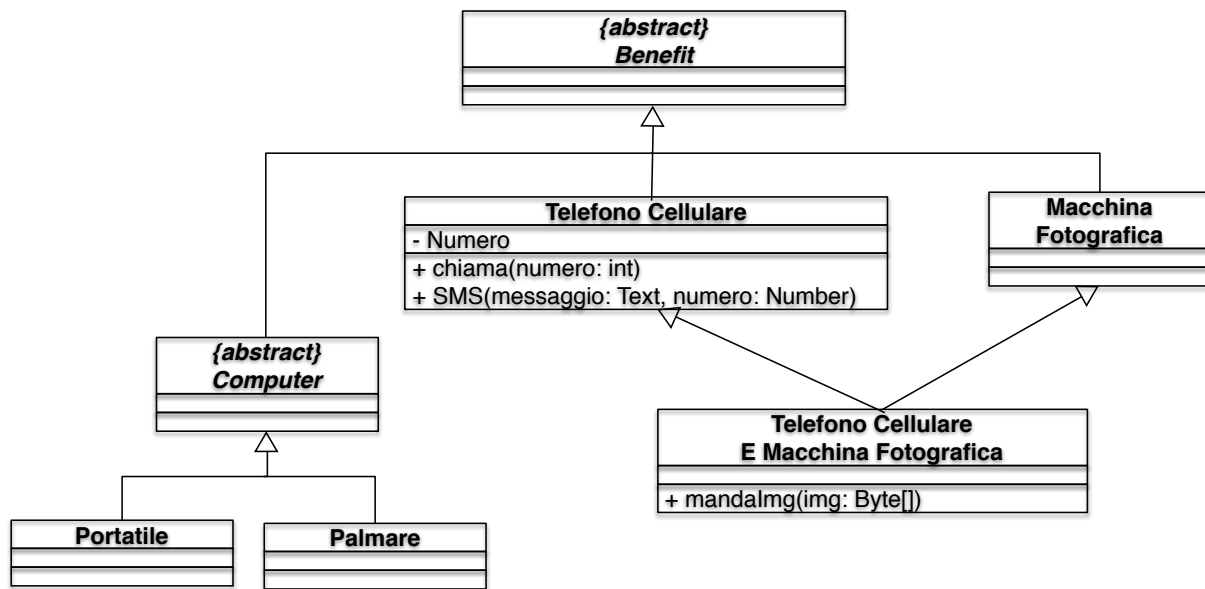 {abstract}
Benefit
Telefono Cellulare
- Numero
+ chiama(numero: int)
+ SMS(messaggio: Text, numero: Number)
Macchina
Fotografica
{abstract}
Computer
Telefono Cellulare
E Macchina Fotografica
+ mandaImg(img: Byte[])
Portatile
Palmare